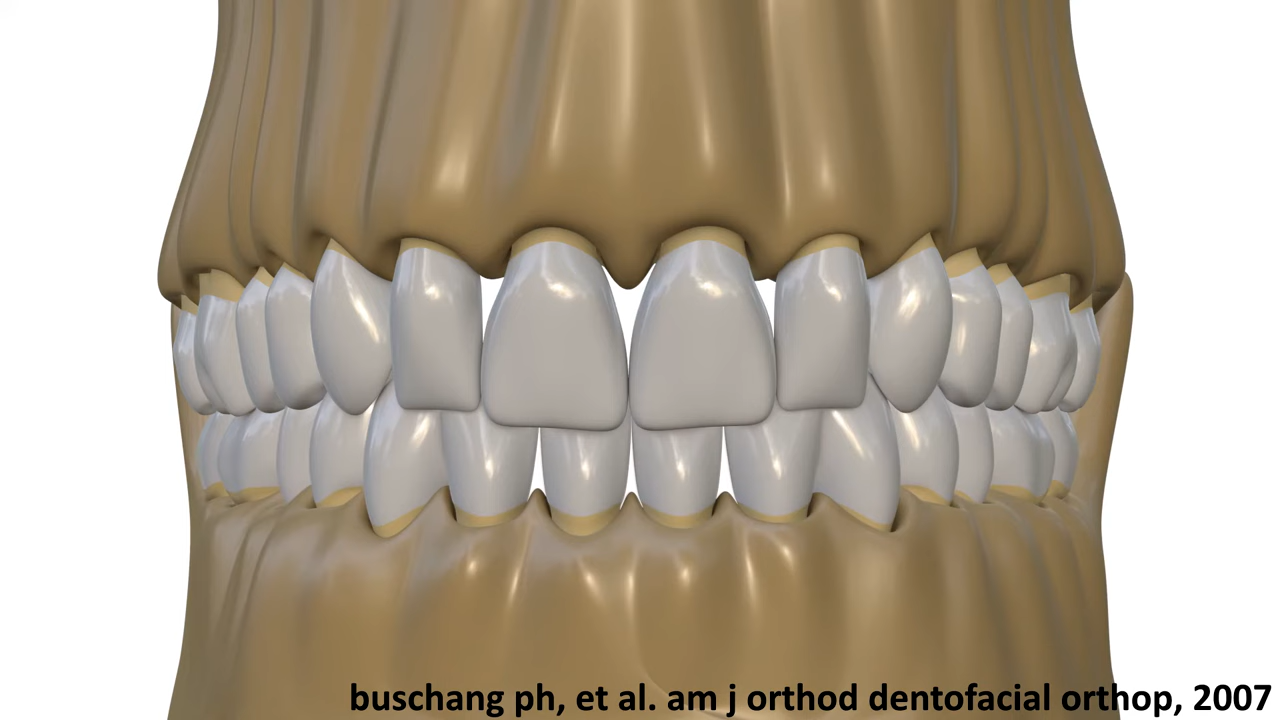 buschang ph, et al. am j orthod dentofacial orthop, 2007